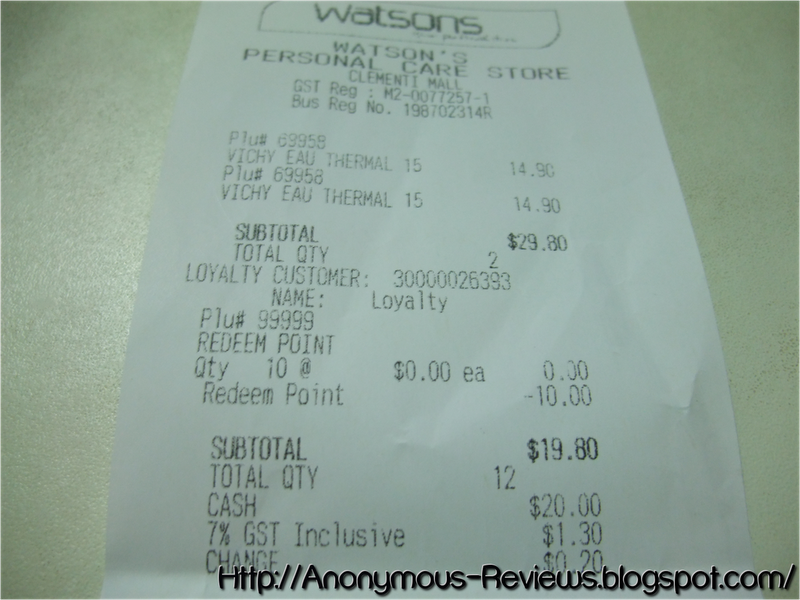 watsons
WATSON'S
PERSONAL CARE STORE
CLEMENTI MALL
GST Reg : M2-0077257-1
Bus Reg No. 198702314R
Plu# 69958
VICHY EAU THERMAL 15 14.90
Plu# 69958
VICHY EAU THERMAL 15 14.90
SUBTOTAL $29.80
TOTAL QTY 2
LOYALTY CUSTOMER: 30000026393
NAME: Loyalty
Plu# 99999
REDEEM POINT
Qty 10 @ $0.00 ea 0.00
Redeem Point -10.00
SUBTOTAL $19.80
TOTAL QTY 12
CASH $20.00
7% GST Inclusive $1.30
CHANGE $0.20
Http://Anonymous-Reviews.blogspot.com/